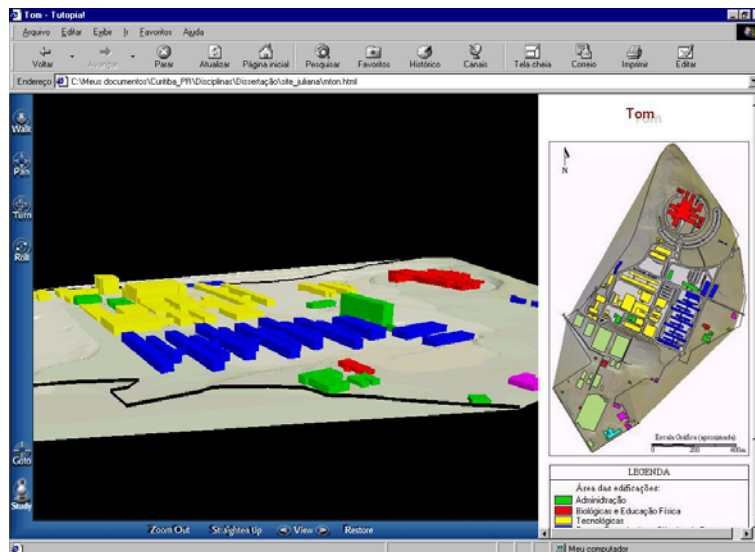 Tom - Tutopia!
Arquivo Editar Exibir Ir Favoritos Ajuda
Voltar Avançar Parar Atualizar Página inicial Pesquisar Favoritos Histórico Canais Tela cheia Correio Imprimir Editar
Endereço C:\Meus documentos\Curitiba_PR\Disciplinas\Dissertação\site_juliana\mton.html
Walk
Pan
Turn
Roll
Goto
Study
Zoom Out Straighten Up View Restore
Tom
N
Escala Gráfica (aproximada)
0 200 400m
LEGENDA
Área das edificações:
Adminidtração
Biológicas e Educação Física
Tecnológicas
Meu computador